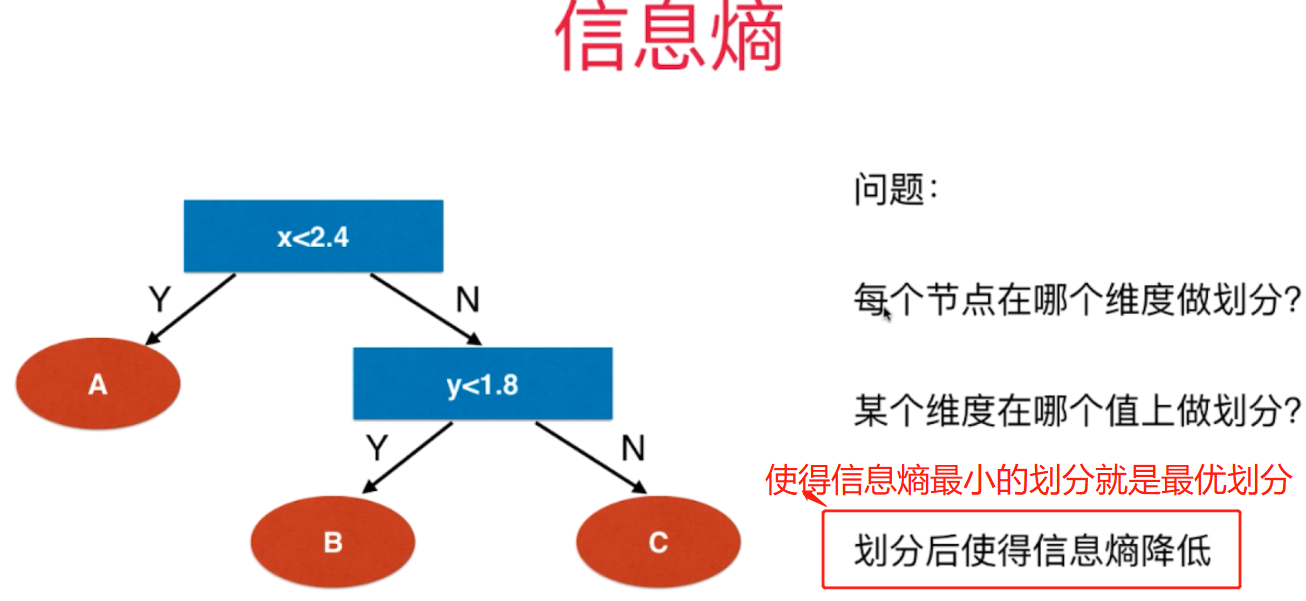 信息熵
x<2.4
Y
N
A
y<1.8
Y
N
B
C
问题：
每个节点在哪个维度做划分？
某个维度在哪个值上做划分？
使得信息熵最小的划分就是最优划分
划分后使得信息熵降低